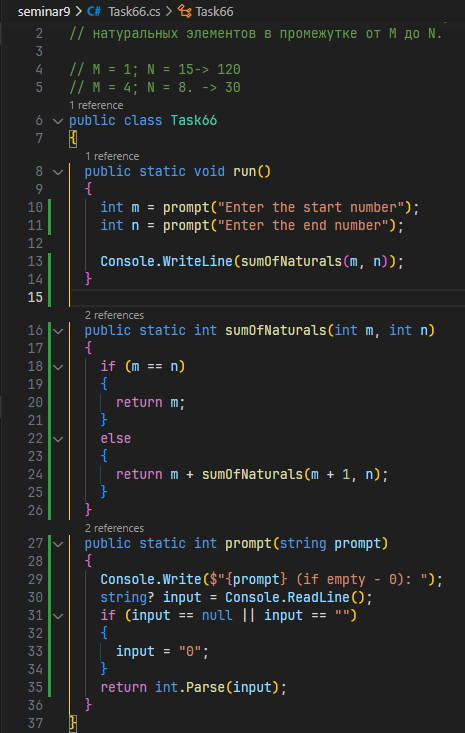 seminar9 > C# Task66.cs > Task66
2 // натуральных элементов в промежутке от M до N.
3
4 // M = 1; N = 15-> 120
5 // M = 4; N = 8. -> 30
1 reference
6 public class Task66
7 {
1 reference
8 public static void run()
9 {
10 int m = prompt("Enter the start number");
11 int n = prompt("Enter the end number");
12
13 Console.WriteLine(sumOfNaturals(m, n));
14 }
15
2 references
16 public static int sumOfNaturals(int m, int n)
17 {
18 if (m == n)
19 {
20 return m;
21 }
22 else
23 {
24 return m + sumOfNaturals(m + 1, n);
25 }
26 }
2 references
27 public static int prompt(string prompt)
28 {
29 Console.Write($"{prompt} (if empty - 0): ");
30 string? input = Console.ReadLine();
31 if (input == null || input == "")
32 {
33 input = "0";
34 }
35 return int.Parse(input);
36 }
37 }